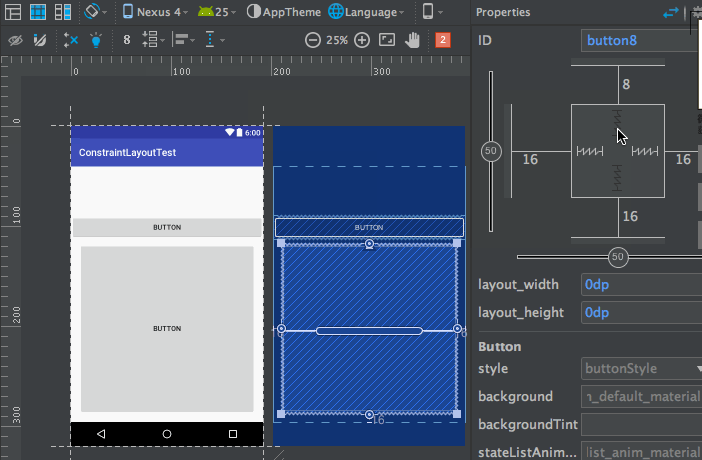 Nexus 4 25 AppTheme Language Properties
8 25% 2 ID button8
0 100 200 300
8
0 6:00
ConstraintLayoutTest
50 16 16
100
BUTTON BUTTON
16
50
layout_width 0dp
layout_height 0dp
200
BUTTON
Button
style buttonStyle
background _default_material
backgroundTint
300
16
stateListAnim... list_anim_material